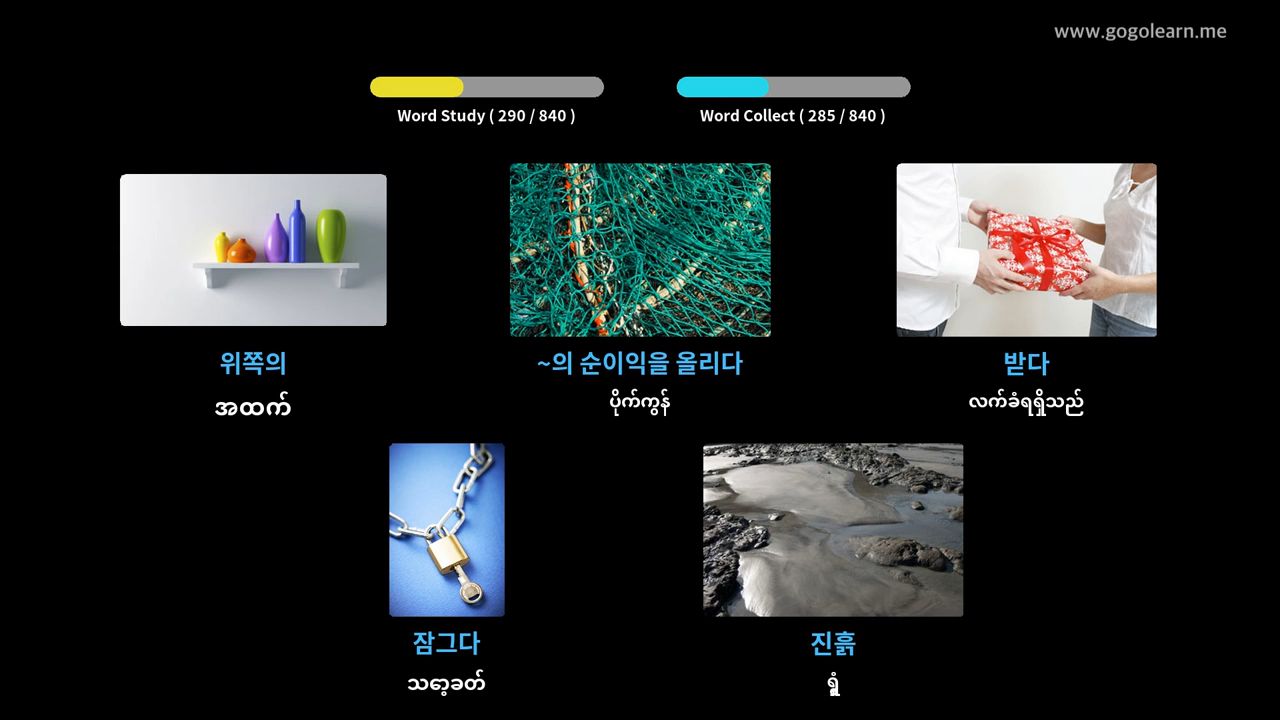 www.gogolearn.me
Word Study ( 290 / 840 )
Word Collect ( 285 / 840 )
위쪽의
~의 순이익을 올리다
받다
အထက်
ပိုက်ကွန်
လက်ခံရရှိသည်
잠그다
진흙
သော့ခတ်
ရွှံ့